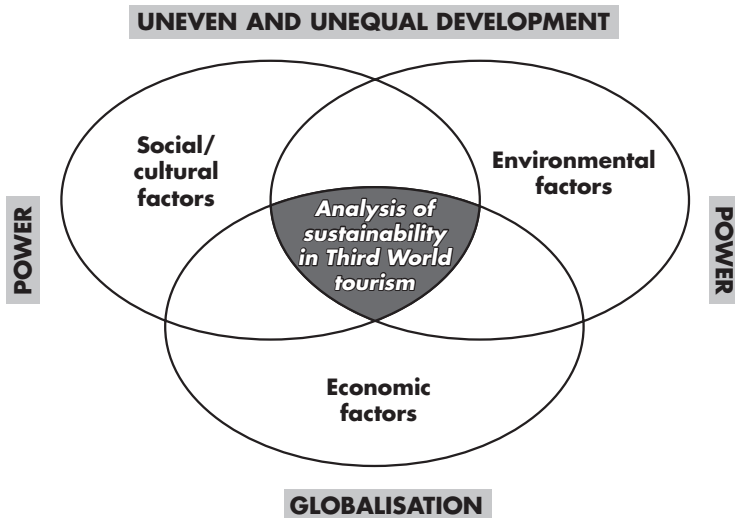 UNEVEN AND UNEQUAL DEVELOPMENT
Social/
cultural
factors
Environmental
factors
POWER
Analysis of
sustainability
in Third World
tourism
POWER
Economic
factors
GLOBALISATION